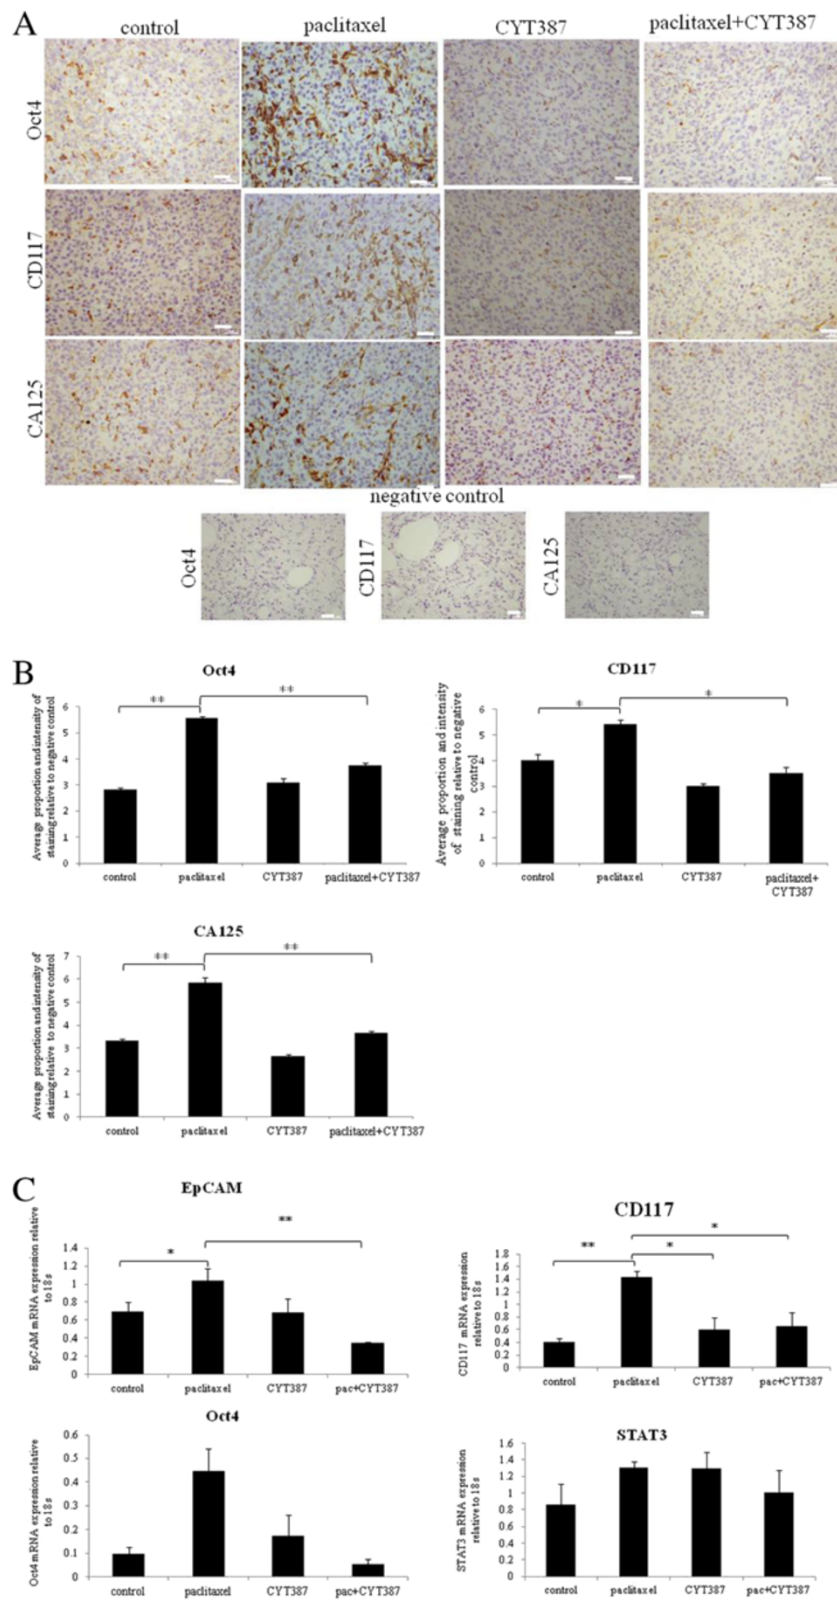 A
control paclitaxel CYT387 paclitaxel+CYT387
Oct4
CD117
CA125
negative control
Oct4 CD117 CA125
B
Oct4
Average proportion and intensity of
staining relative to negative control
6
5
4
3
2
1
0
** **
control paclitaxel CYT387 paclitaxel+CYT387
CD117
Average proportion and intensity
of staining relative to negative
control
6
5
4
3
2
1
0
* *
control paclitaxel CYT387 paclitaxel+
CYT387
CA125
Average proportion and intensity of
staining relative to negative control
7
6
5
4
3
2
1
0
** **
control paclitaxel CYT387 paclitaxel+CYT387
C
EpCAM
EpCAM mRNA expression relative
to 18s
1.4
1.2
1
0.8
0.6
0.4
0.2
0
* **
control paclitaxel CYT387 pac+CYT387
CD117
CD117 mRNA expression
relative to 18s
1.8
1.6
1.4
1.2
1
0.8
0.6
0.4
0.2
0
** * *
control paclitaxel CYT387 pac+CYT387
Oct4
Oct4 mRNA expression relative
to 18s
0.6
0.5
0.4
0.3
0.2
0.1
0
control paclitaxel CYT387 pac+CYT387
STAT3
STAT3 mRNA expression
relative to 18s
1.6
1.4
1.2
1
0.8
0.6
0.4
0.2
0
control paclitaxel CYT387 pac+CYT387